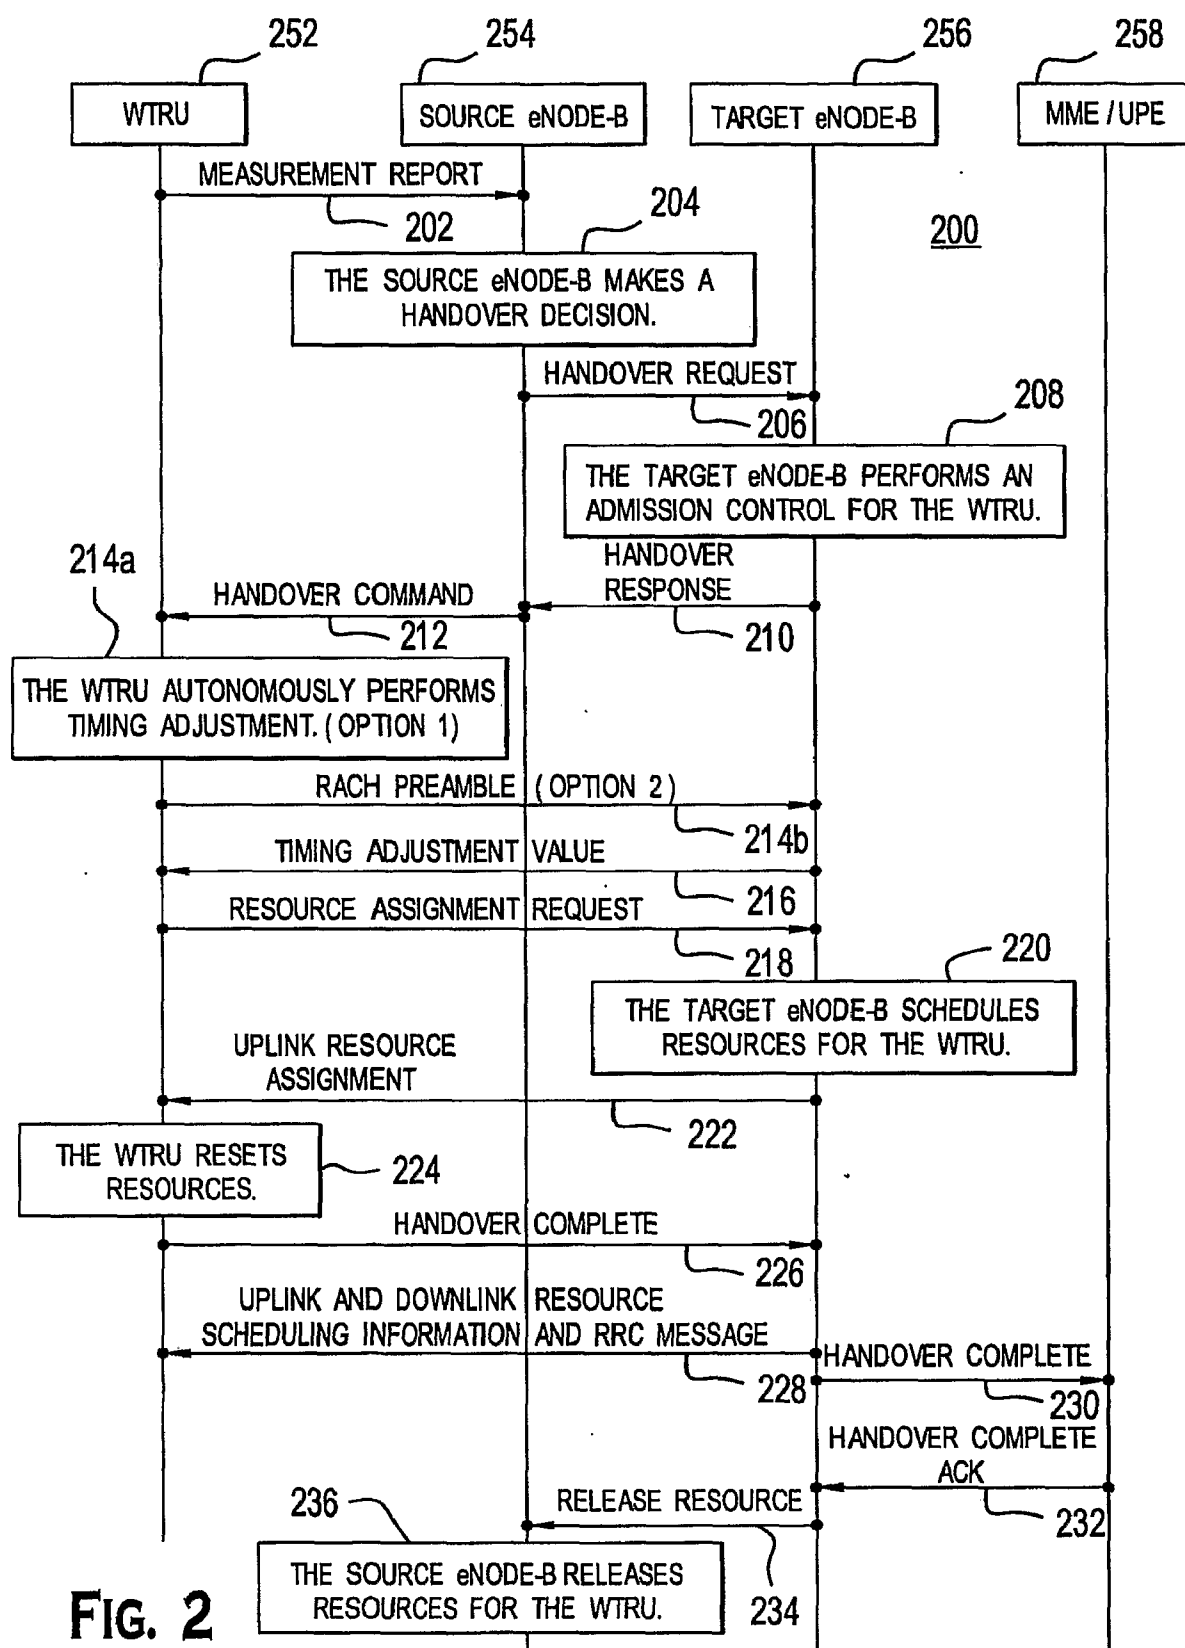 252
254
256
258
WTRU
SOURCE eNODE-B
TARGET eNODE-B
MME / UPE
MEASUREMENT REPORT
202
204
200
THE SOURCE eNODE-B MAKES A
HANDOVER DECISION.
HANDOVER REQUEST
206
208
THE TARGET eNODE-B PERFORMS AN
ADMISSION CONTROL FOR THE WTRU.
HANDOVER
RESPONSE
210
214a
HANDOVER COMMAND
212
THE WTRU AUTONOMOUSLY PERFORMS
TIMING ADJUSTMENT. (OPTION 1)
RACH PREAMBLE (OPTION 2)
214b
TIMING ADJUSTMENT VALUE
216
RESOURCE ASSIGNMENT REQUEST
218
220
THE TARGET eNODE-B SCHEDULES
RESOURCES FOR THE WTRU.
UPLINK RESOURCE
ASSIGNMENT
222
THE WTRU RESETS
RESOURCES.
224
HANDOVER COMPLETE
226
UPLINK AND DOWNLINK RESOURCE
SCHEDULING INFORMATION AND RRC MESSAGE
228
HANDOVER COMPLETE
230
HANDOVER COMPLETE
ACK
232
RELEASE RESOURCE
234
236
THE SOURCE eNODE-B RELEASES
RESOURCES FOR THE WTRU.
FIG. 2